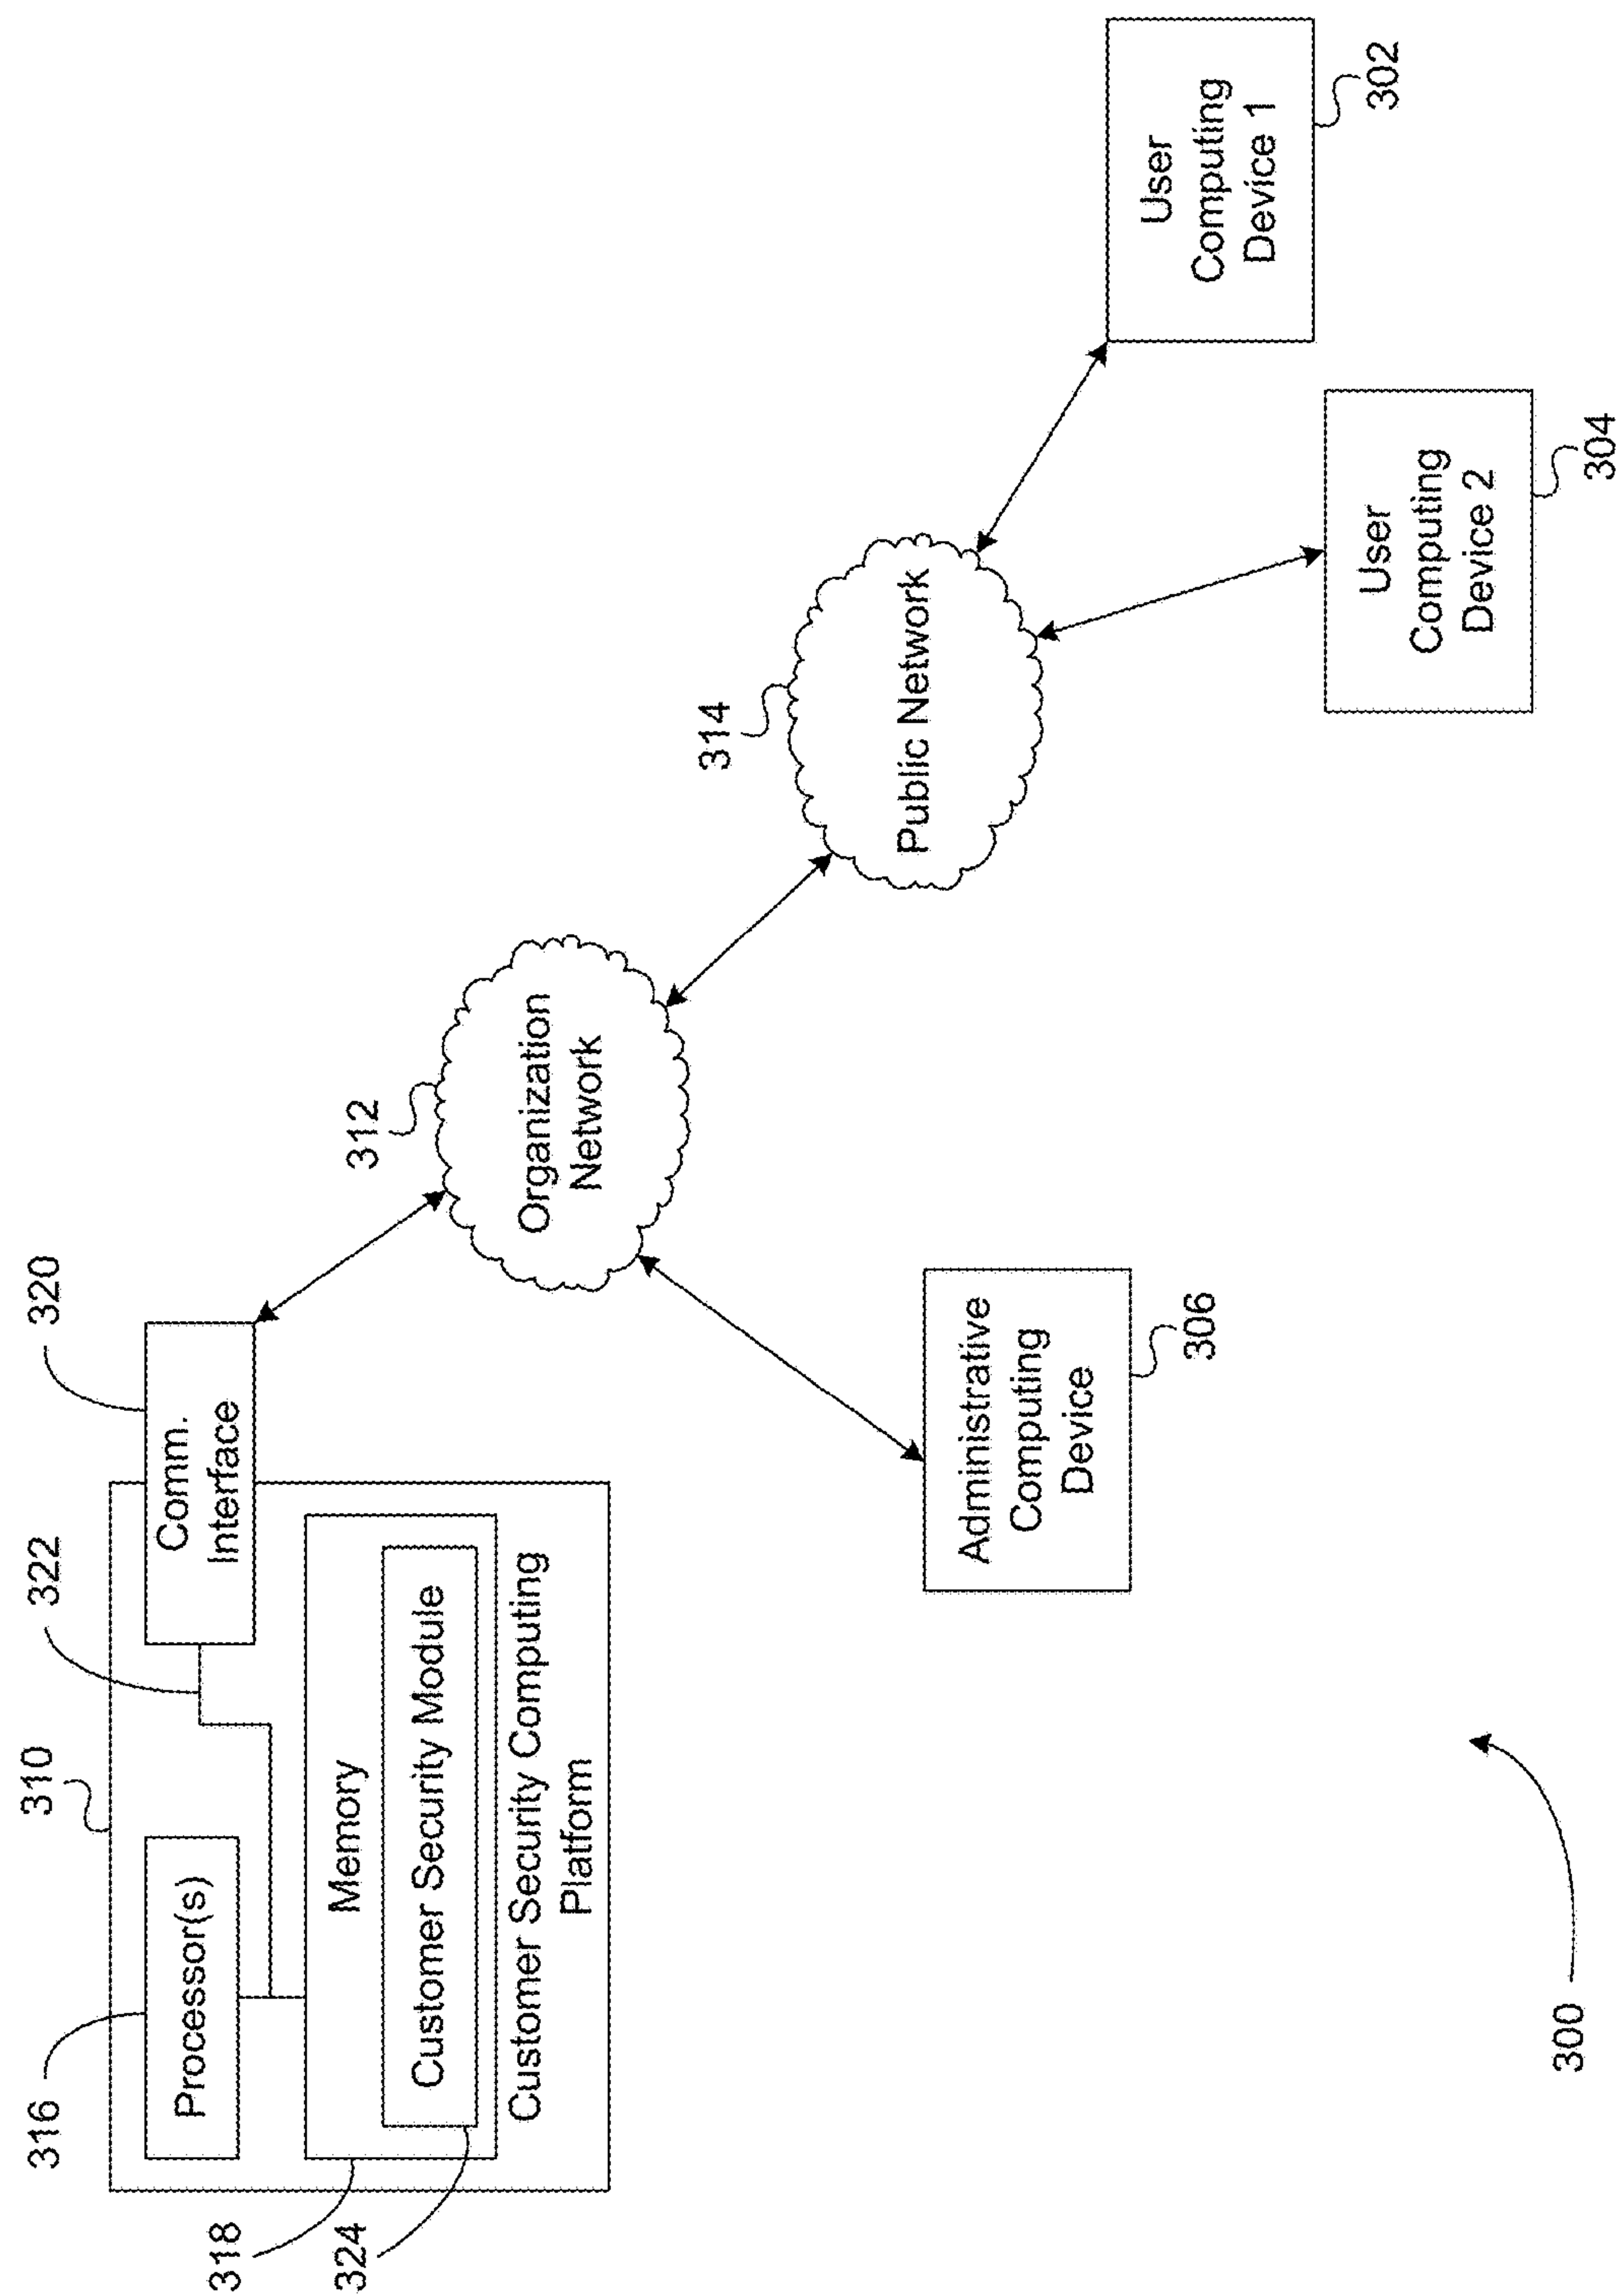 310
322
320
316
Processor(s)
Comm.
Interface
318
Memory
324
Customer Security Module
Customer Security Computing
Platform
312
Organization
Network
314
Public Network
Administrative
Computing
Device
306
User
Computing
Device 1
302
User
Computing
Device 2
304
300